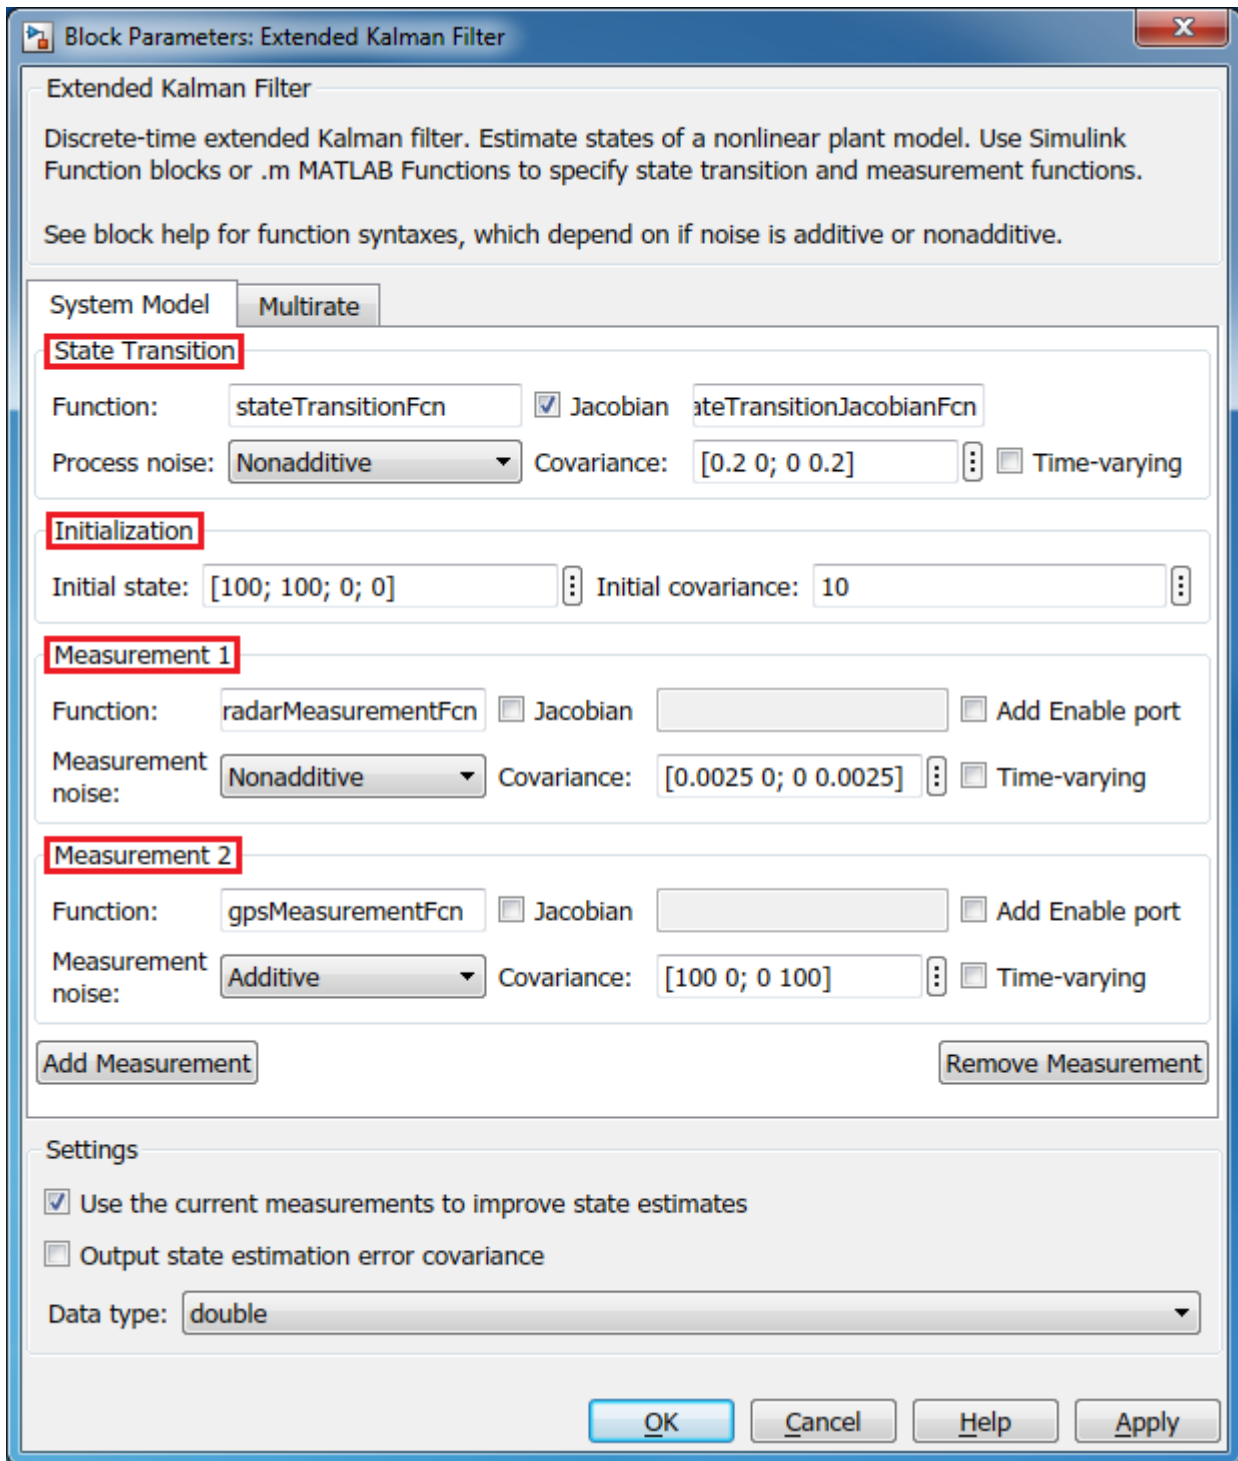 Block Parameters: Extended Kalman Filter
X
Extended Kalman Filter
Discrete-time extended Kalman filter. Estimate states of a nonlinear plant model. Use Simulink
Function blocks or .m MATLAB Functions to specify state transition and measurement functions.
See block help for function syntaxes, which depend on if noise is additive or nonadditive.
System Model Multirate
State Transition
Function: stateTransitionFcn Jacobian ateTransitionJacobianFcn
Process noise: Nonadditive Covariance: [0.2 0; 0 0.2] Time-varying
Initialization
Initial state: [100; 100; 0; 0] Initial covariance: 10
Measurement 1
Function: radarMeasurementFcn Jacobian Add Enable port
Measurement
noise: Nonadditive Covariance: [0.0025 0; 0 0.0025] Time-varying
Measurement 2
Function: gpsMeasurementFcn Jacobian Add Enable port
Measurement
noise: Additive Covariance: [100 0; 0 100] Time-varying
Add Measurement Remove Measurement
Settings
Use the current measurements to improve state estimates
Output state estimation error covariance
Data type: double
OK Cancel Help Apply